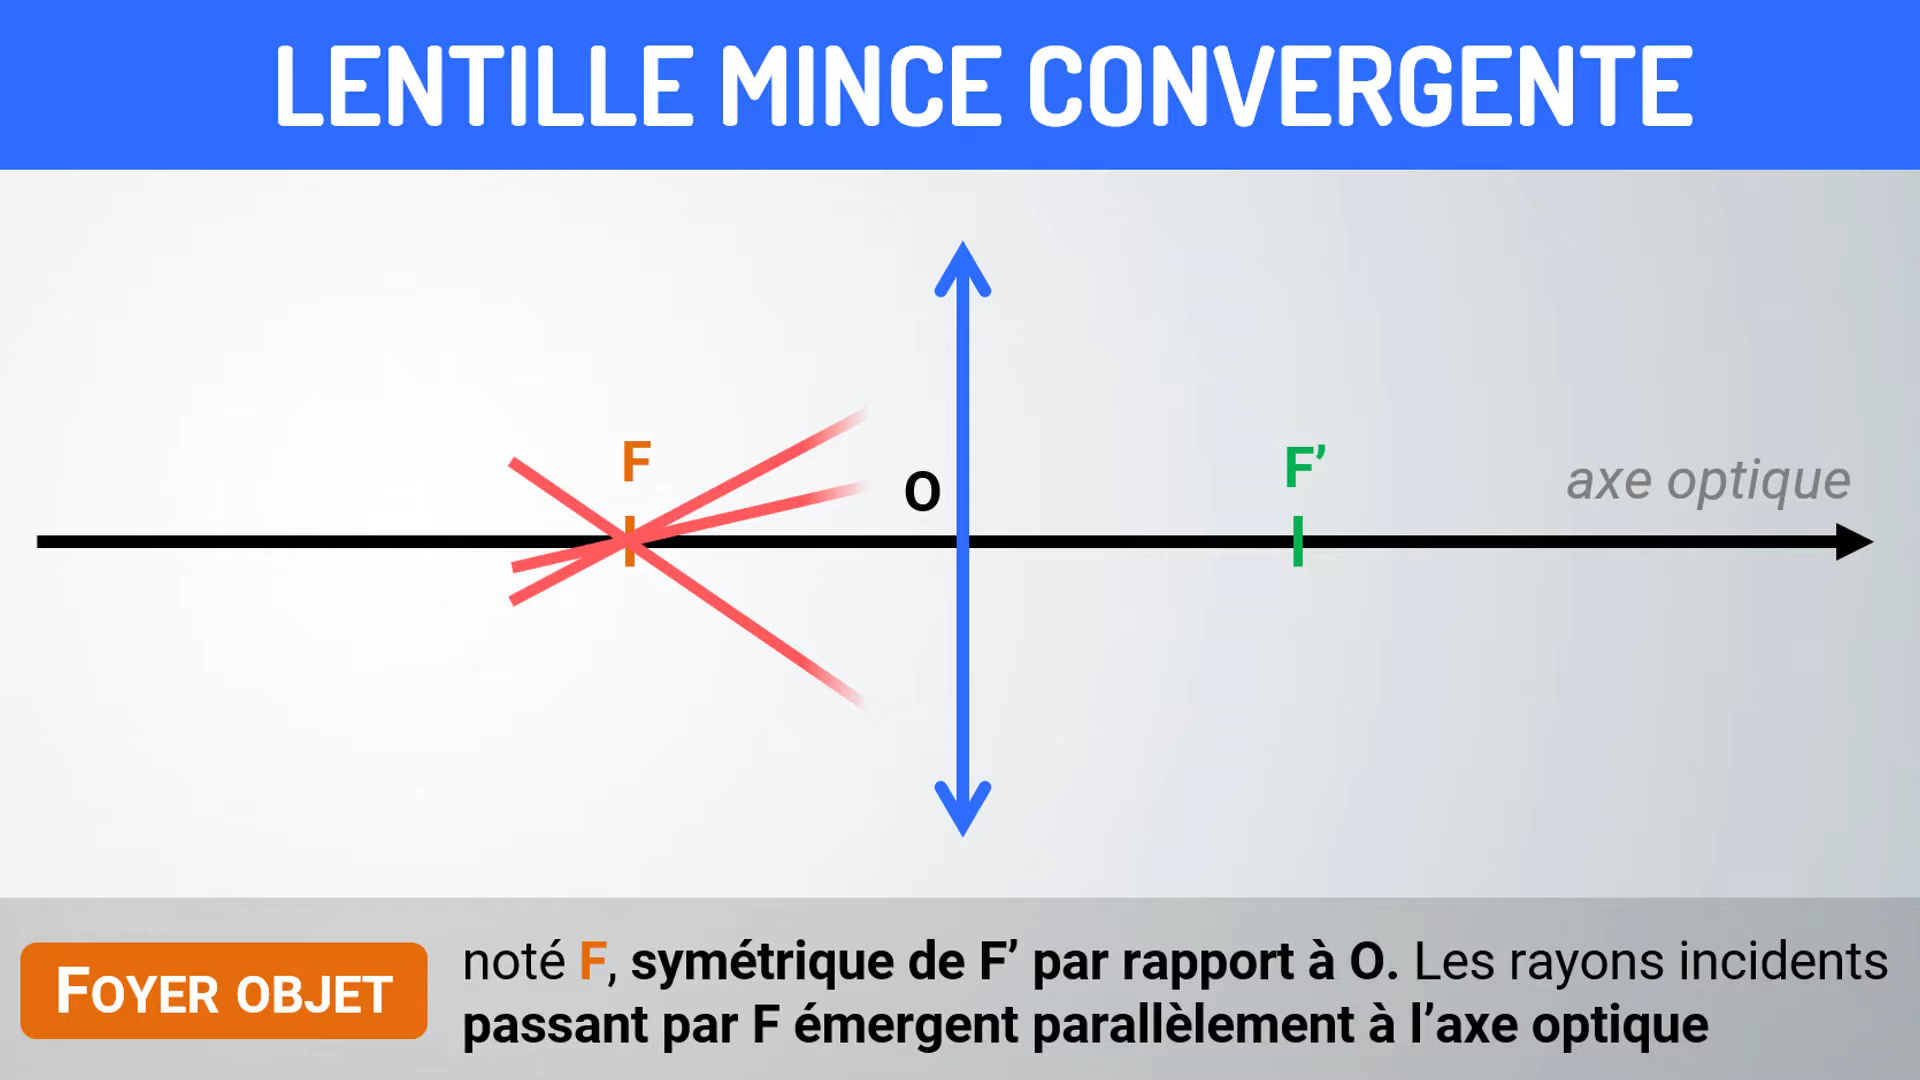 LENTILLE MINCE CONVERGENTE
F
O
F’
axe optique
FOYER OBJET
noté F, symétrique de F’ par rapport à O. Les rayons incidents
passant par F émergent parallèlement à l’axe optique